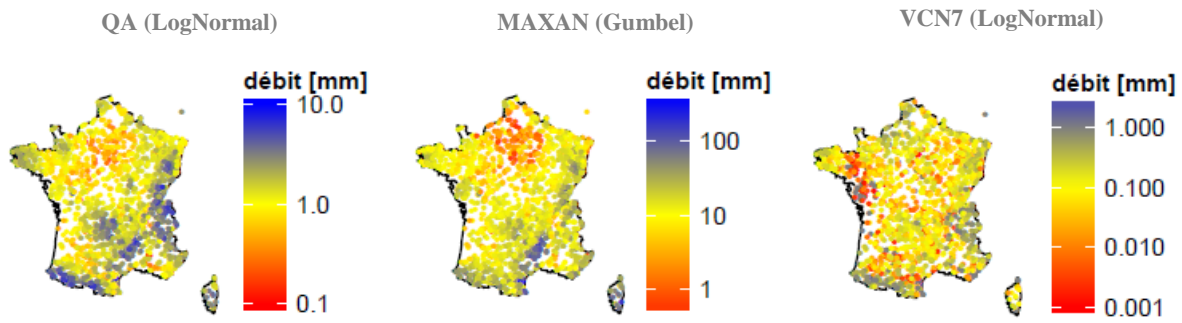 QA (LogNormal)
débit [mm]
10.0
1.0
0.1
MAXAN (Gumbel)
débit [mm]
100
10
1
VCN7 (LogNormal)
débit [mm]
1.000
0.100
0.010
0.001